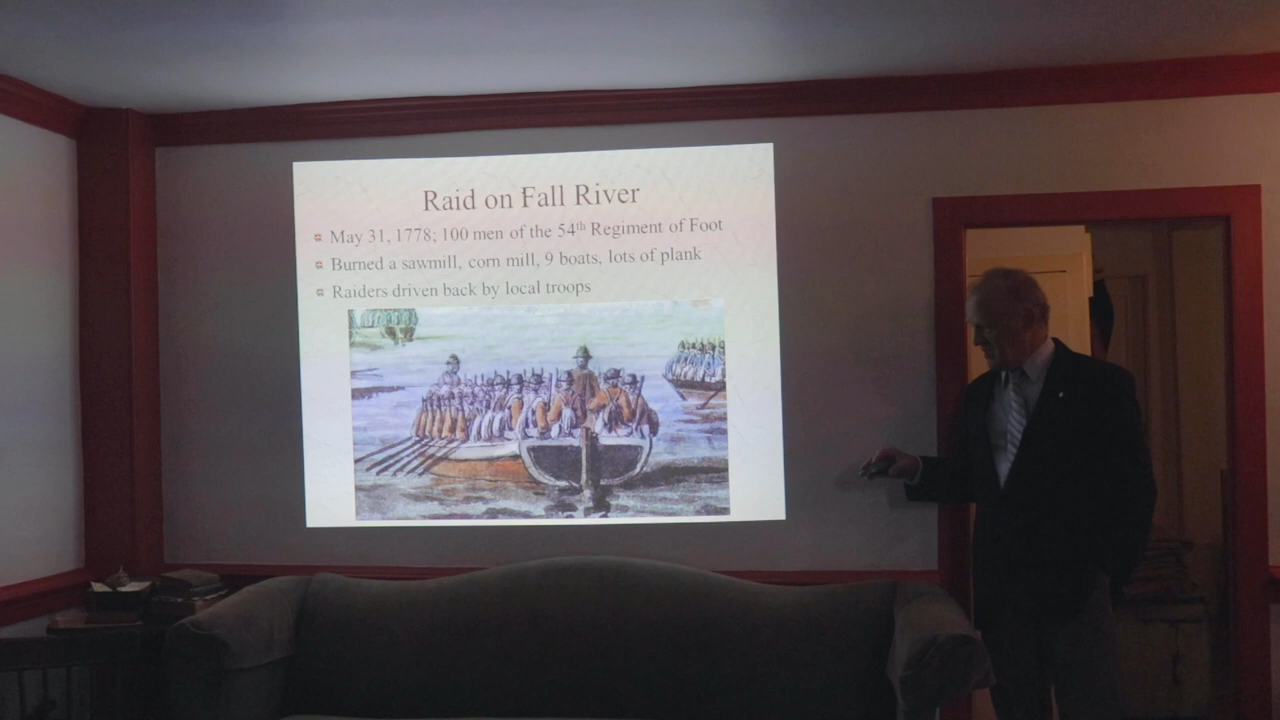 Raid on Fall River
May 31, 1778; 100 men of the 54th Regiment of Foot
Burned a sawmill, corn mill, 9 boats, lots of plank
Raiders driven back by local troops